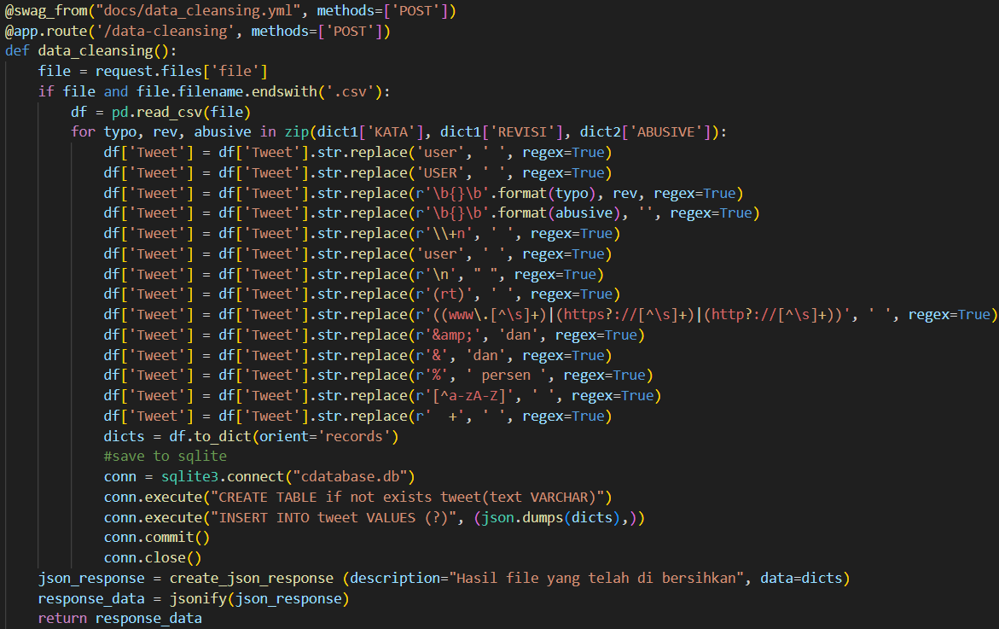 @swag_from("docs/data_cleansing.yml", methods=['POST'])
@app.route('/data-cleansing', methods=['POST'])
def data_cleansing():
    file = request.files['file']
    if file and file.filename.endswith('.csv'):
        df = pd.read_csv(file)
        for typo, rev, abusive in zip(dict1['KATA'], dict1['REVISI'], dict2['ABUSIVE']):
            df['Tweet'] = df['Tweet'].str.replace('user', ' ', regex=True)
            df['Tweet'] = df['Tweet'].str.replace('USER', ' ', regex=True)
            df['Tweet'] = df['Tweet'].str.replace(r'\b{}\b'.format(typo), rev, regex=True)
            df['Tweet'] = df['Tweet'].str.replace(r'\b{}\b'.format(abusive), '', regex=True)
            df['Tweet'] = df['Tweet'].str.replace(r'\\+n', ' ', regex=True)
            df['Tweet'] = df['Tweet'].str.replace('user', ' ', regex=True)
            df['Tweet'] = df['Tweet'].str.replace(r'\n', " ", regex=True)
            df['Tweet'] = df['Tweet'].str.replace(r'(rt)', ' ', regex=True)
            df['Tweet'] = df['Tweet'].str.replace(r'((www\.[^\s]+)|(https?://[^\s]+)|(http?://[^\s]+))', ' ', regex=True)
            df['Tweet'] = df['Tweet'].str.replace(r'&amp;', 'dan', regex=True)
            df['Tweet'] = df['Tweet'].str.replace(r'&', 'dan', regex=True)
            df['Tweet'] = df['Tweet'].str.replace(r'%', ' persen ', regex=True)
            df['Tweet'] = df['Tweet'].str.replace(r'[^a-zA-Z]', ' ', regex=True)
            df['Tweet'] = df['Tweet'].str.replace(r'  +', ' ', regex=True)
            dicts = df.to_dict(orient='records')
            #save to sqlite
            conn = sqlite3.connect("cdatabase.db")
            conn.execute("CREATE TABLE if not exists tweet(text VARCHAR)")
            conn.execute("INSERT INTO tweet VALUES (?)", (json.dumps(dicts),))
            conn.commit()
            conn.close()
    json_response = create_json_response (description="Hasil file yang telah di bersihkan", data=dicts)
    response_data = jsonify(json_response)
    return response_data